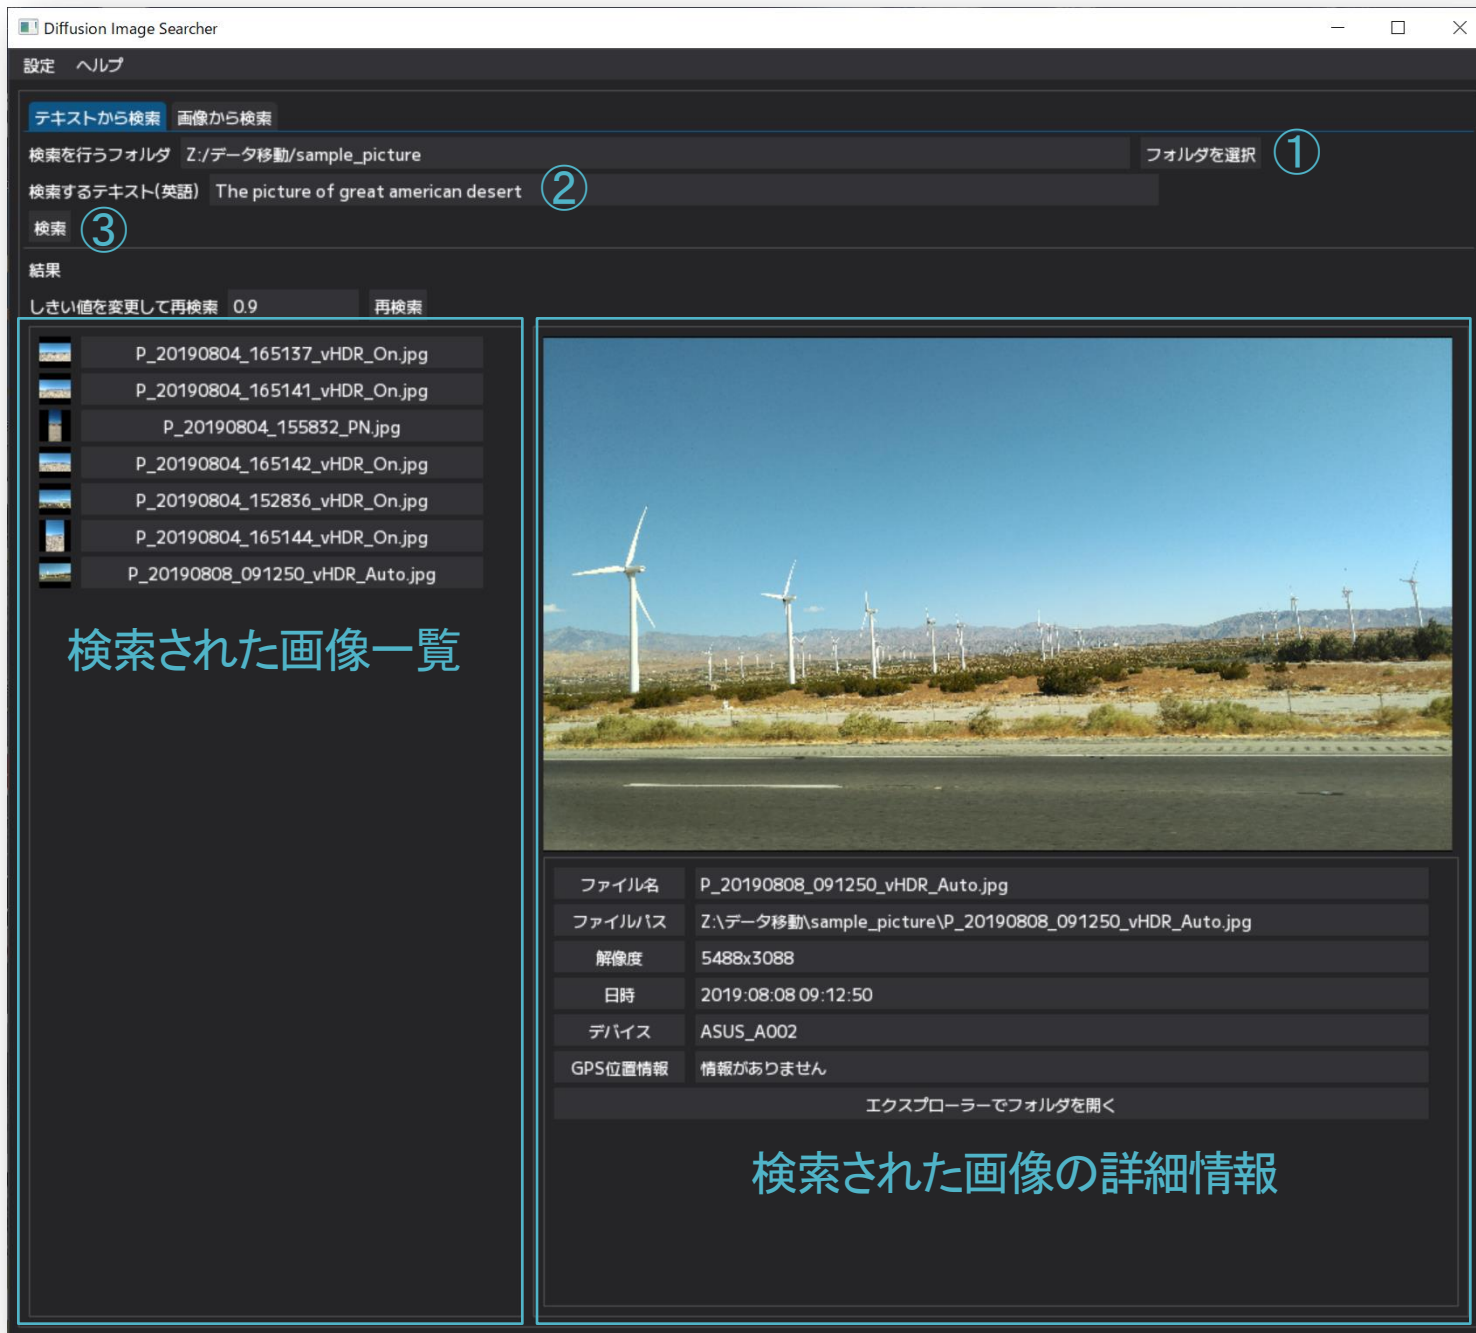 Diffusion Image Searcher
設定 ヘルプ
テキストから検索 画像から検索
検索を行うフォルダ Z:/データ移動/sample_picture フォルダを選択 ①
検索するテキスト(英語) The picture of great american desert ②
検索 ③
結果
しきい値を変更して再検索 0.9 再検索
P_20190804_165137_vHDR_On.jpg
P_20190804_165141_vHDR_On.jpg
P_20190804_155832_PN.jpg
P_20190804_165142_vHDR_On.jpg
P_20190804_152836_vHDR_On.jpg
P_20190804_165144_vHDR_On.jpg
P_20190808_091250_vHDR_Auto.jpg
検索された画像一覧
ファイル名 P_20190808_091250_vHDR_Auto.jpg
ファイルパス Z:\データ移動\sample_picture\P_20190808_091250_vHDR_Auto.jpg
解像度 5488x3088
日時 2019:08:08 09:12:50
デバイス ASUS_A002
GPS位置情報 情報がありません
エクスプローラーでフォルダを開く
検索された画像の詳細情報